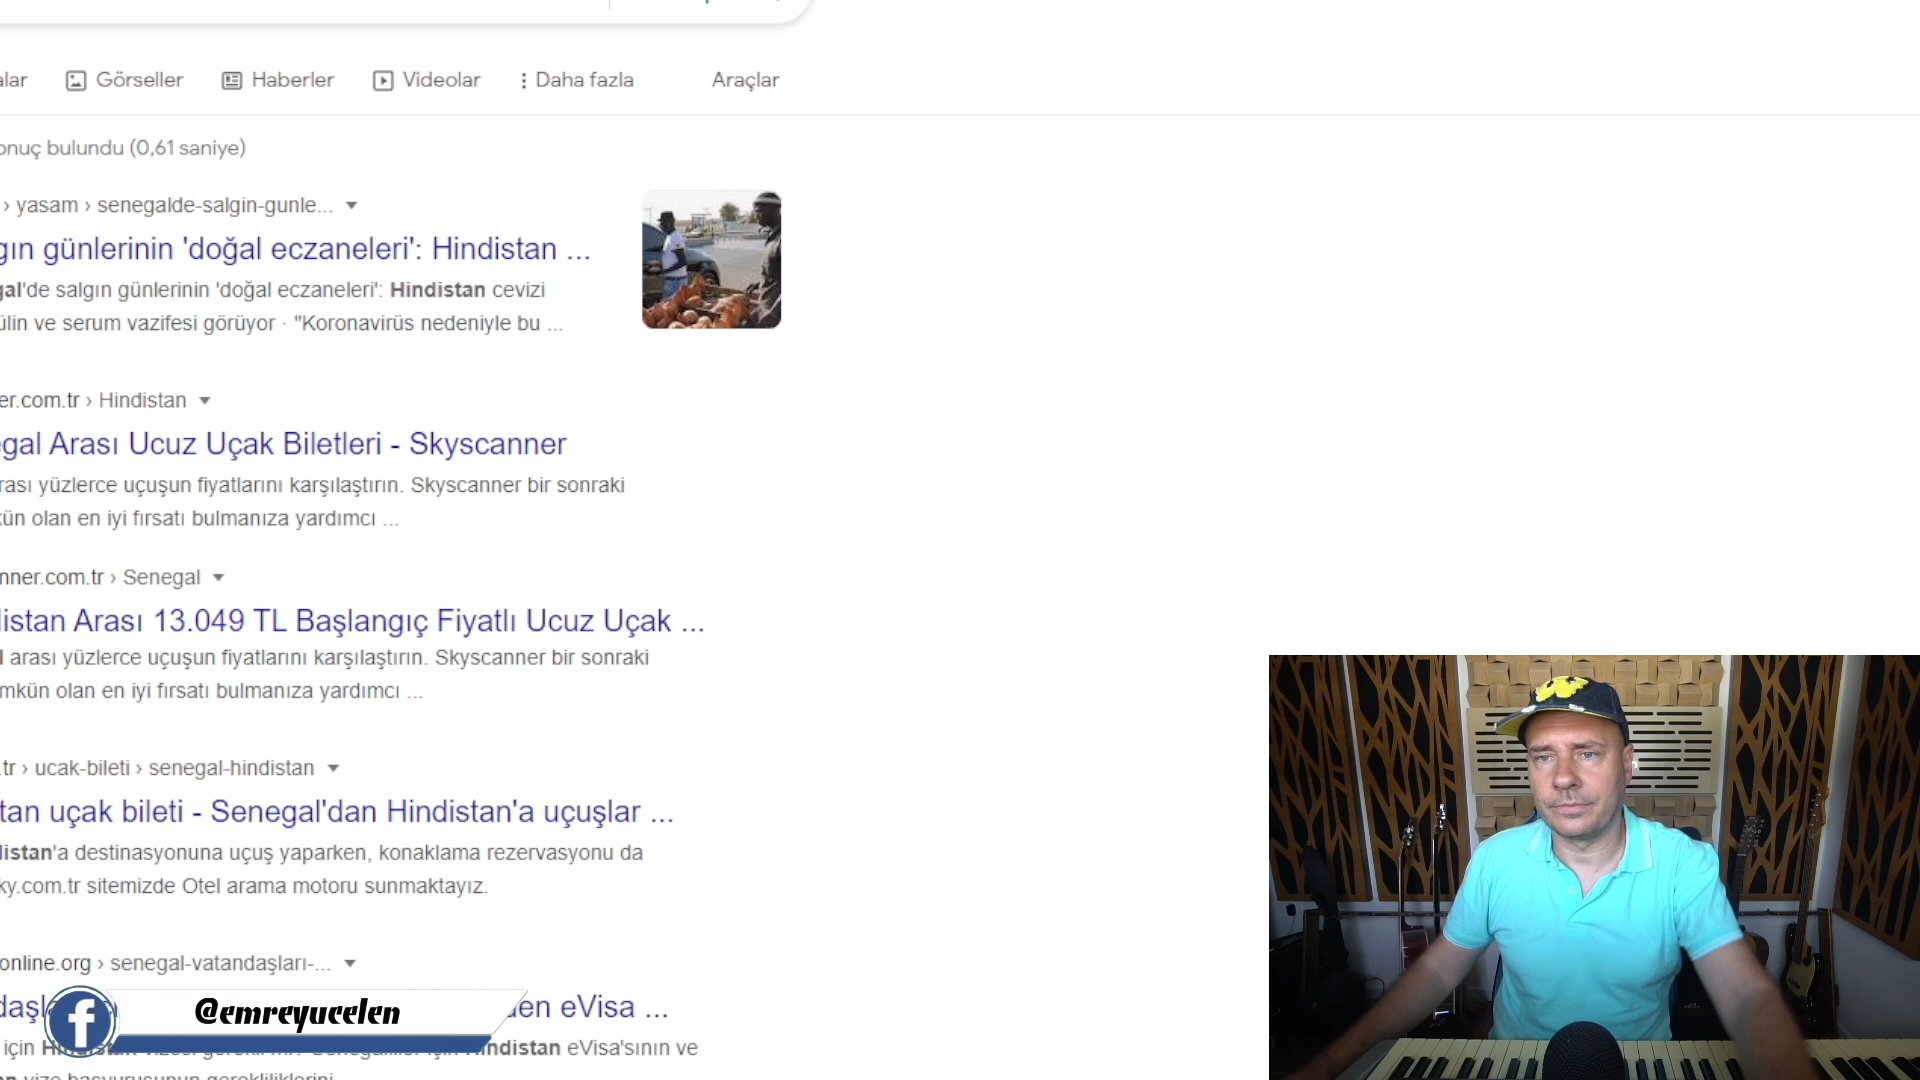 alar Görseller Haberler Videolar Daha fazla Araçlar
onuç bulundu (0,61 saniye)
› yasam › senegalde-salgin-gunle...
gın günlerinin 'doğal eczaneleri': Hindistan ...
gal'de salgın günlerinin 'doğal eczaneleri': Hindistan cevizi
ülin ve serum vazifesi görüyor · "Koronavirüs nedeniyle bu ...
er.com.tr › Hindistan
egal Arası Ucuz Uçak Biletleri - Skyscanner
rası yüzlerce uçuşun fiyatlarını karşılaştırın. Skyscanner bir sonraki
kün olan en iyi fırsatı bulmanıza yardımcı ...
nner.com.tr › Senegal
distan Arası 13.049 TL Başlangıç Fiyatlı Ucuz Uçak ...
l arası yüzlerce uçuşun fiyatlarını karşılaştırın. Skyscanner bir sonraki
mkün olan en iyi fırsatı bulmanıza yardımcı ...
.tr › ucak-bileti › senegal-hindistan
tan uçak bileti - Senegal'dan Hindistan'a uçuşlar ...
distan'a destinasyonuna uçuş yaparken, konaklama rezervasyonu da
ky.com.tr sitemizde Otel arama motoru sunmaktayız.
online.org › senegal-vatandaşları-...
eVisa ...
@emreyucelen
için Hindistan eVisa'sının ve
vize başvurusunun gerekliliklerini